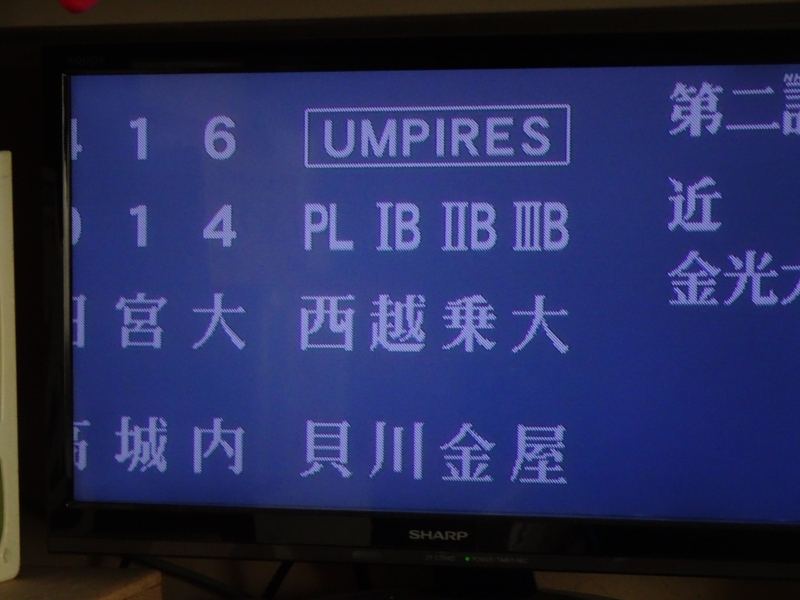 1 6 UMPIRES 第二
1 4 PL IB IIB IIIB 近
宮 大 西 越 乗 大 金光
城 内 貝 川 金 屋
SHARP